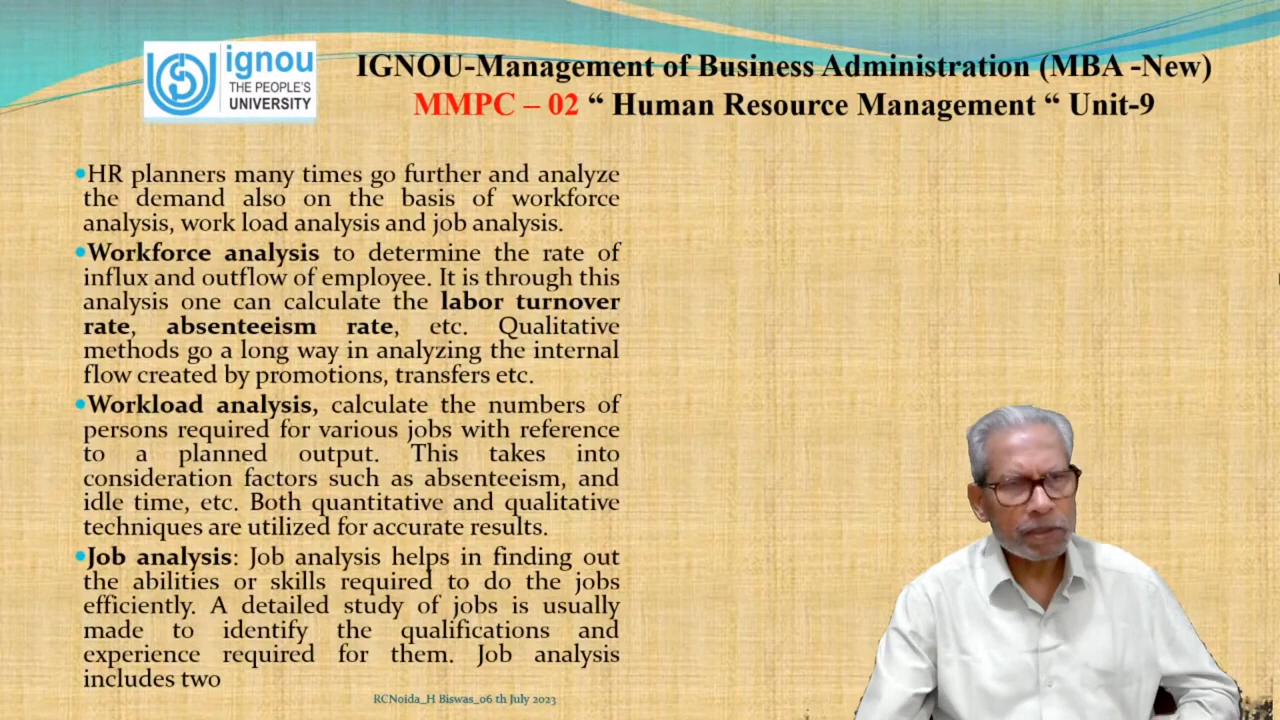 ignou
THE PEOPLE'S
UNIVERSITY
IGNOU-Management of Business Administration (MBA -New)
MMPC – 02 “ Human Resource Management “ Unit-9
•HR planners many times go further and analyze
the demand also on the basis of workforce
analysis, work load analysis and job analysis.
•Workforce analysis to determine the rate of
influx and outflow of employee. It is through this
analysis one can calculate the labor turnover
rate, absenteeism rate, etc. Qualitative
methods go a long way in analyzing the internal
flow created by promotions, transfers etc.
•Workload analysis, calculate the numbers of
persons required for various jobs with reference
to a planned output. This takes into
consideration factors such as absenteeism, and
idle time, etc. Both quantitative and qualitative
techniques are utilized for accurate results.
•Job analysis: Job analysis helps in finding out
the abilities or skills required to do the jobs
efficiently. A detailed study of jobs is usually
made to identify the qualifications and
experience required for them. Job analysis
includes two
RCNoida_H Biswas_06 th July 2023